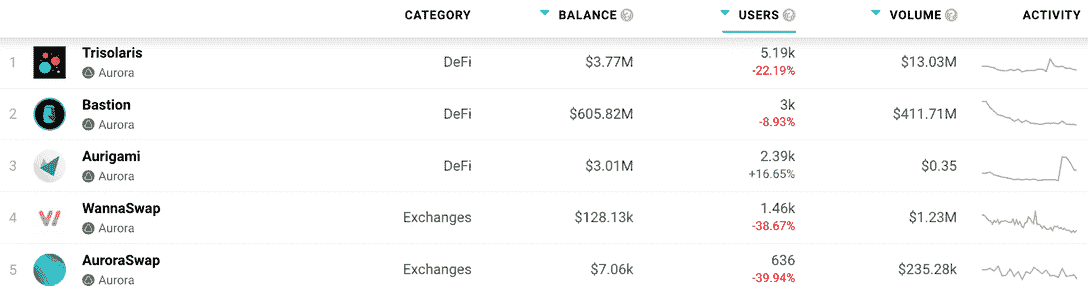 CATEGORY BALANCE ? USERS ? VOLUME ? ACTIVITY
1 Trisolaris Aurora DeFi $3.77M 5.19k -22.19% $13.03M
2 Bastion Aurora DeFi $605.82M 3k -8.93% $411.71M
3 Aurigami Aurora DeFi $3.01M 2.39k +16.65% $0.35
4 WannaSwap Aurora Exchanges $128.13k 1.46k -38.67% $1.23M
5 AuroraSwap Aurora Exchanges $7.06k 636 -39.94% $235.28k